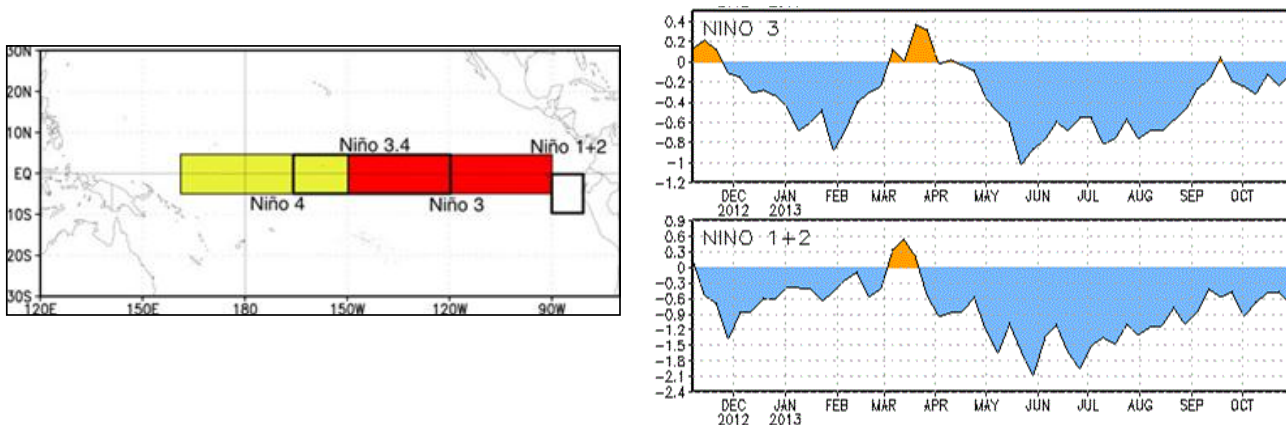 30N
20N
10N
EQ
10S
20S
30S
120E 150E 180 150W 120W 90W
Niño 3.4
Niño 1+2
Niño 4
Niño 3
NINO 3
0.4
0.2
0
-0.2
-0.4
-0.6
-0.8
-1
-1.2
DEC JAN FEB MAR APR MAY JUN JUL AUG SEP OCT
2012 2013
NINO 1+2
0.9
0.6
0.3
0
-0.3
-0.6
-0.9
-1.2
-1.5
-1.8
-2.1
-2.4
DEC JAN FEB MAR APR MAY JUN JUL AUG SEP OCT
2012 2013